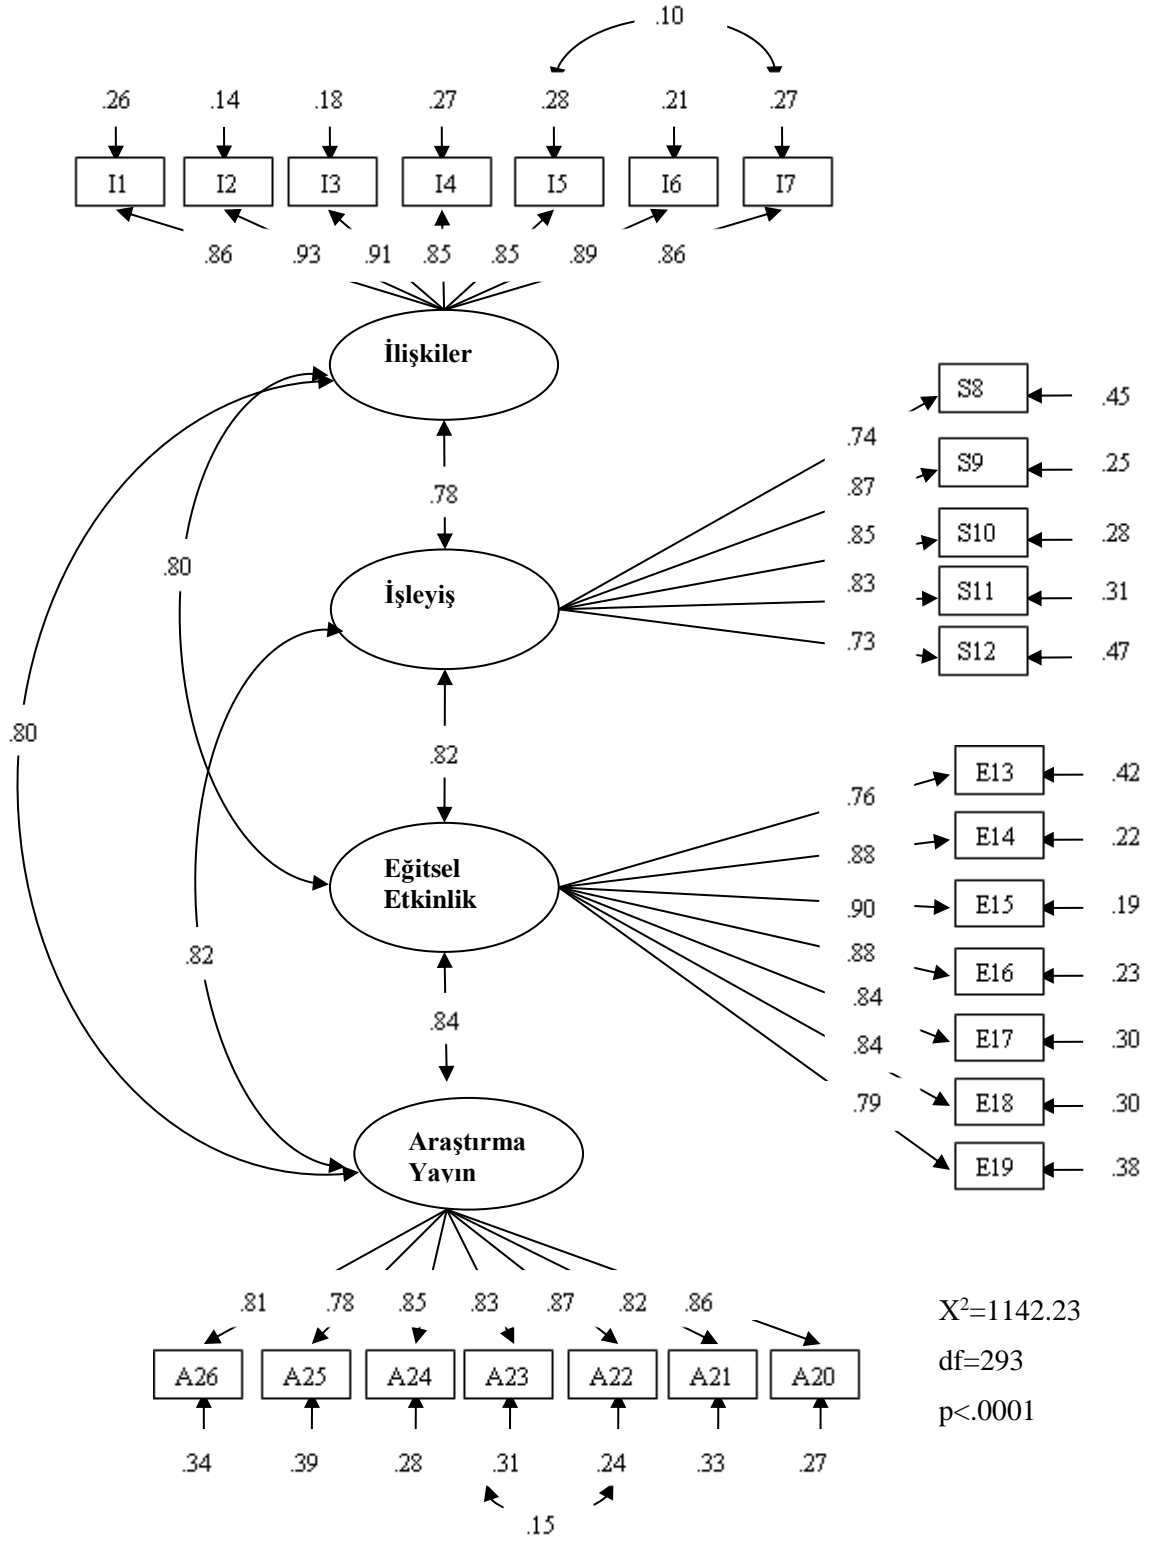 .10
.26 .14 .18 .27 .28 .21 .27
I1 I2 I3 I4 I5 I6 I7
.86 .93 .91 .85 .85 .89 .86
İlişkiler
.78
.80
İşleyiş
.74 S8 .45
.87 S9 .25
.85 S10 .28
.83 S11 .31
.73 S12 .47
.80
.82
Eğitsel
Etkinlik
.76 E13 .42
.88 E14 .22
.90 E15 .19
.88 E16 .23
.84 E17 .30
.84 E18 .30
.79 E19 .38
.82
.84
Araştırma
Yayın
.81 .78 .85 .83 .87 .82 .86
A26 A25 A24 A23 A22 A21 A20
.34 .39 .28 .31 .24 .33 .27
.15
X²=1142.23
df=293
p<.0001